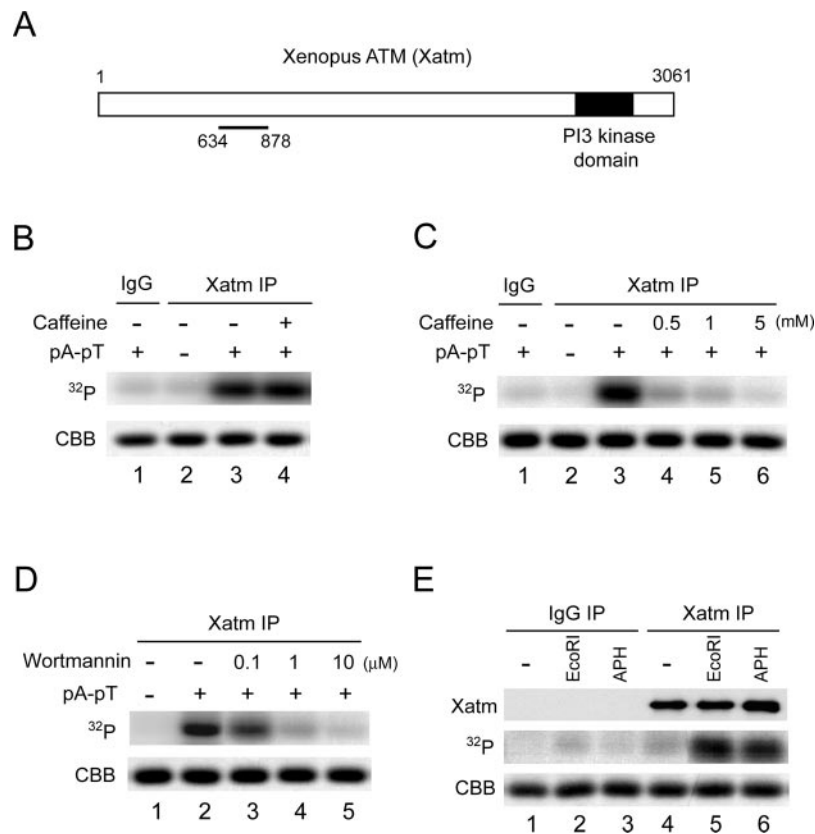 A
Xenopus ATM (Xatm)
1 3061
634 878
PI3 kinase
domain
B
IgG Xatm IP
Caffeine - - - +
pA-pT + - + +
32P
CBB
1 2 3 4
C
IgG Xatm IP
Caffeine - - - 0.5 1 5 (mM)
pA-pT + - + + + +
32P
CBB
1 2 3 4 5 6
D
Xatm IP
Wortmannin - - 0.1 1 10 (μM)
pA-pT - + + + +
32P
CBB
1 2 3 4 5
E
IgG IP Xatm IP
- EcoRI APH - EcoRI APH
Xatm
32P
CBB
1 2 3 4 5 6